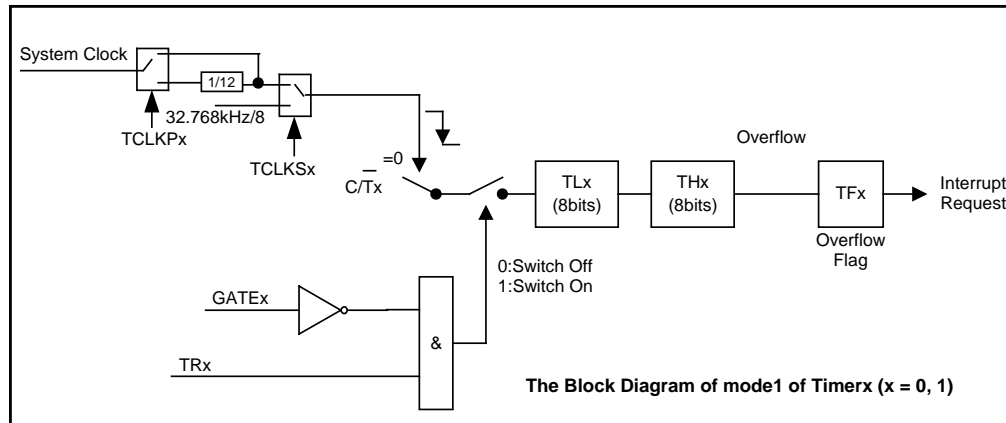 System Clock
1/12
32.768kHz/8
TCLKPx
TCLKSx
=0
C/T̅x
Overflow
TLx
(8bits)
THx
(8bits)
TFx
Interrupt
Request
Overflow
Flag
0:Switch Off
1:Switch On
GATEx
&
TRx
The Block Diagram of mode1 of Timerx (x = 0, 1)